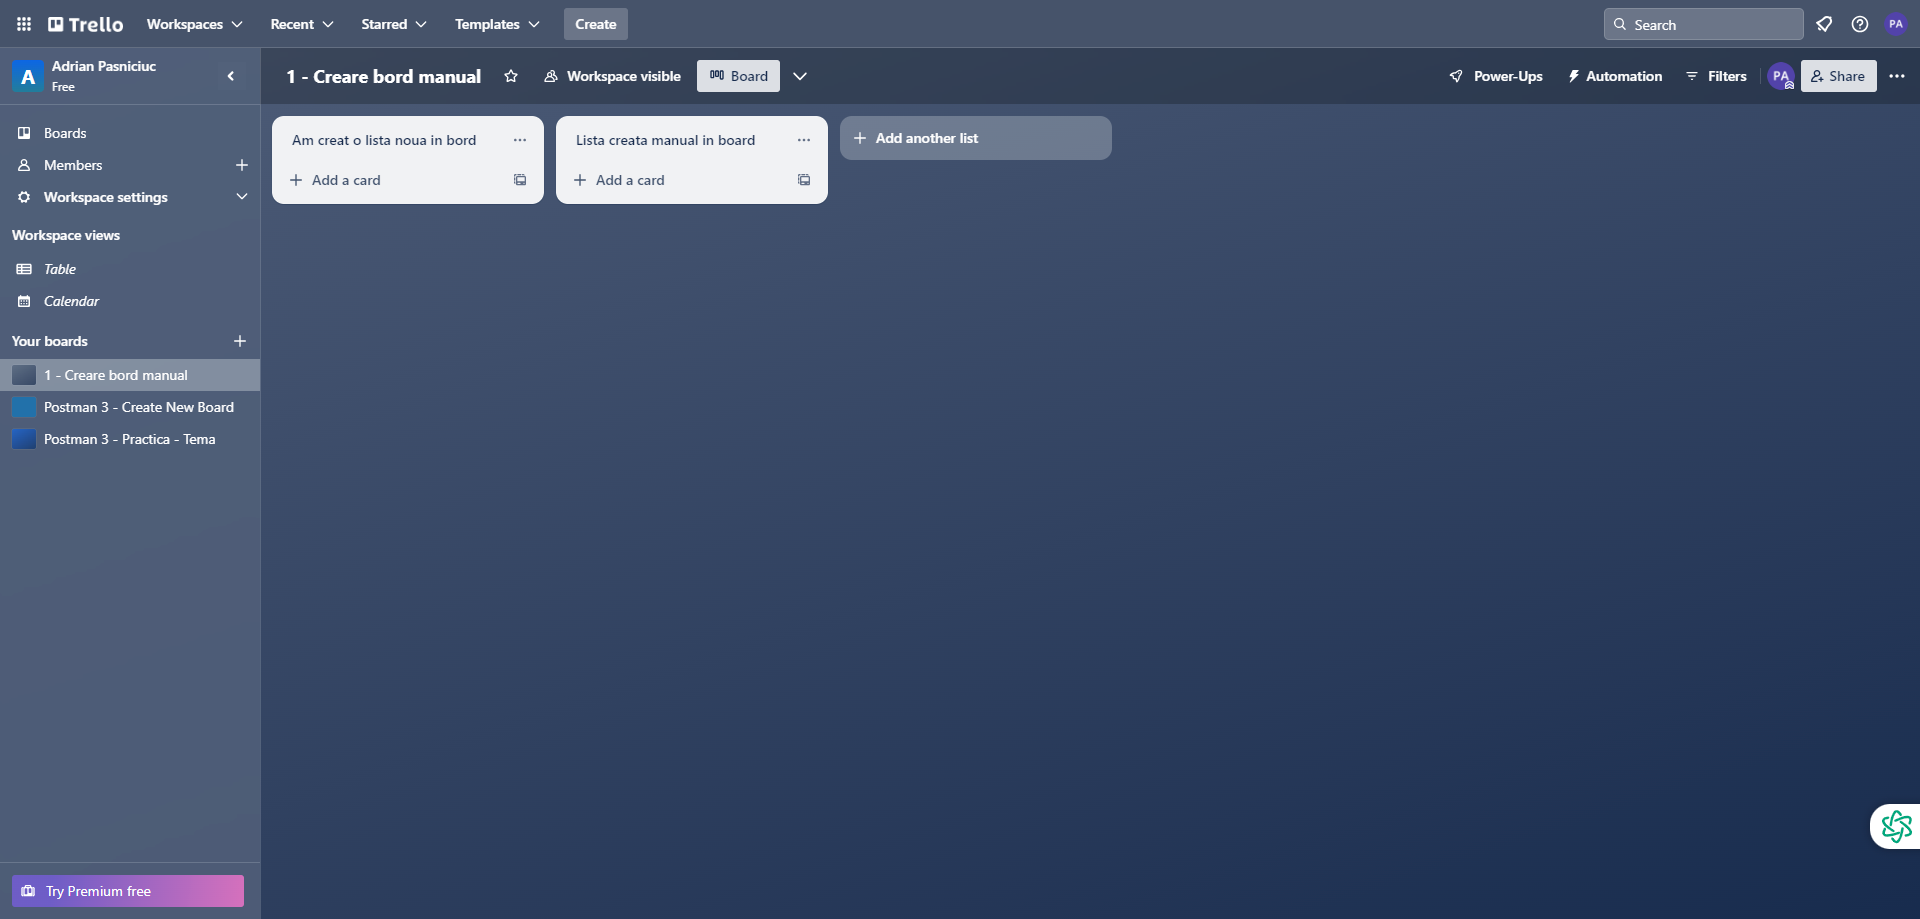 Trello
Workspaces
Recent
Starred
Templates
Create
Search
PA
A
Adrian Pasniciuc
Free
1 - Creare bord manual
Workspace visible
Board
Power-Ups
Automation
Filters
PA
Share
Boards
Members
Workspace settings
Workspace views
Table
Calendar
Your boards
1 - Creare bord manual
Postman 3 - Create New Board
Postman 3 - Practica - Tema
Try Premium free
Am creat o lista noua in bord
Add a card
Lista creata manual in board
Add a card
Add another list